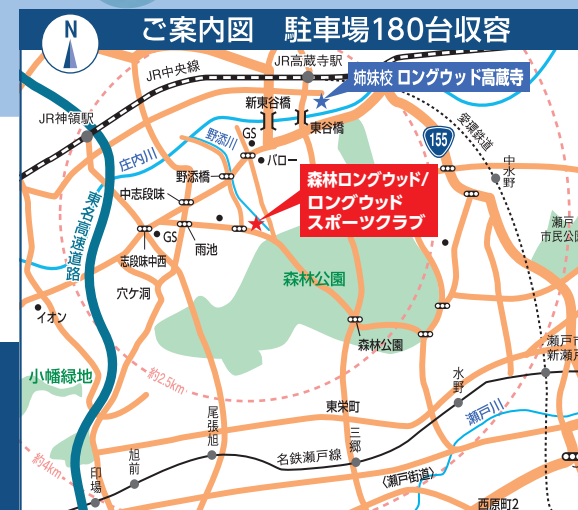 ご案内図 駐車場180台収容
N
JR中央線
JR高蔵寺駅
姉妹校 ロングウッド高蔵寺
新東谷橋
東谷橋
愛環鉄道
155
JR神領駅
庄内川
野添川
GS
バロー
中水野
野添橋
森林ロングウッド/
ロングウッド
スポーツクラブ
中志段味
東名高速道路
GS
雨池
志段味中西
瀬戸
市民公
穴ケ洞
森林公園
イオン
森林公園
瀬戸市
新瀬戸
小幡緑地
約2.5km
水野
東栄町
瀬戸川
尾張旭
三郷
旭前
名鉄瀬戸線
約4km
印場
〈瀬戸街道〉
西原町2